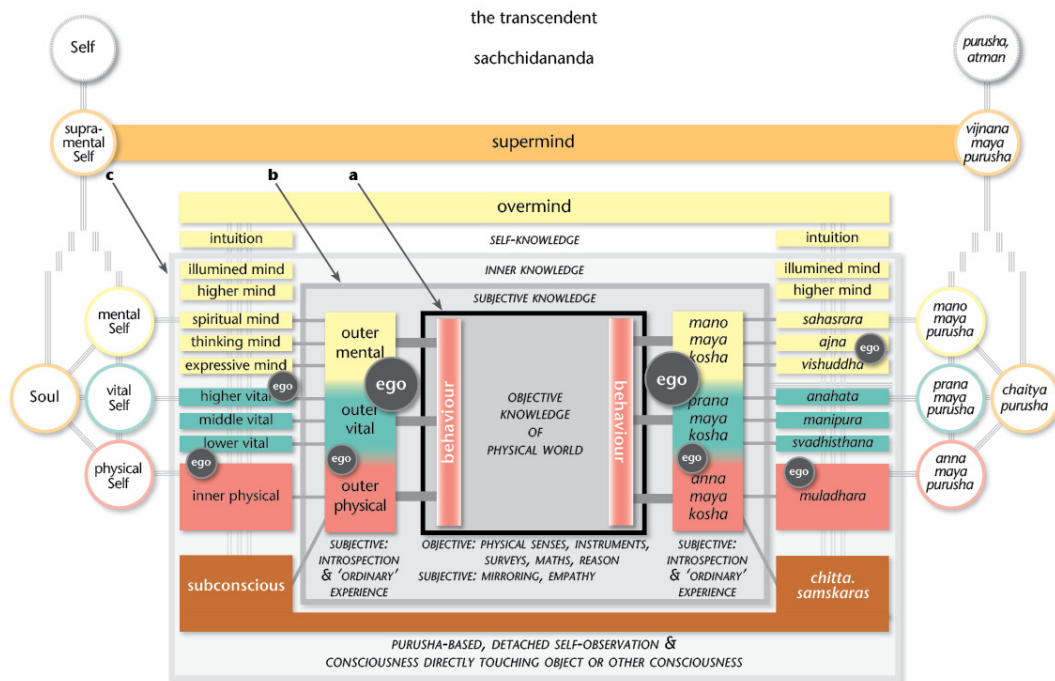 the transcendent
sachchidananda
Self
purusha,
atman
supra-
mental
Self
supermind
vijnana
maya
purusha
c
b
a
overmind
intuition
SELF-KNOWLEDGE
intuition
illumined mind
INNER KNOWLEDGE
illumined mind
higher mind
SUBJECTIVE KNOWLEDGE
higher mind
mental
Self
spiritual mind
thinking mind
expressive mind
outer
mental
ego
mano
maya
kosha
ego
sahasrara
ajna
ego
vishuddha
mano
maya
purusha
Soul
vital
Self
higher vital
ego
middle vital
lower vital
outer
vital
behaviour
OBJECTIVE
KNOWLEDGE
OF
PHYSICAL WORLD
behaviour
prana
maya
kosha
anahata
manipura
svadhisthana
prana
maya
purusha
chaitya
purusha
physical
Self
ego
inner physical
ego
outer
physical
ego
anna
maya
kosha
ego
muladhara
anna
maya
purusha
subconscious
SUBJECTIVE:
INTROSPECTION
& ‘ORDINARY’
EXPERIENCE
OBJECTIVE: PHYSICAL SENSES, INSTRUMENTS,
SURVEYS, MATHS, REASON
SUBJECTIVE: MIRRORING, EMPATHY
SUBJECTIVE:
INTROSPECTION
& ‘ORDINARY’
EXPERIENCE
chitta.
samskaras
PURUSHA-BASED, DETACHED SELF-OBSERVATION &
CONSCIOUSNESS DIRECTLY TOUCHING OBJECT OR OTHER CONSCIOUSNESS